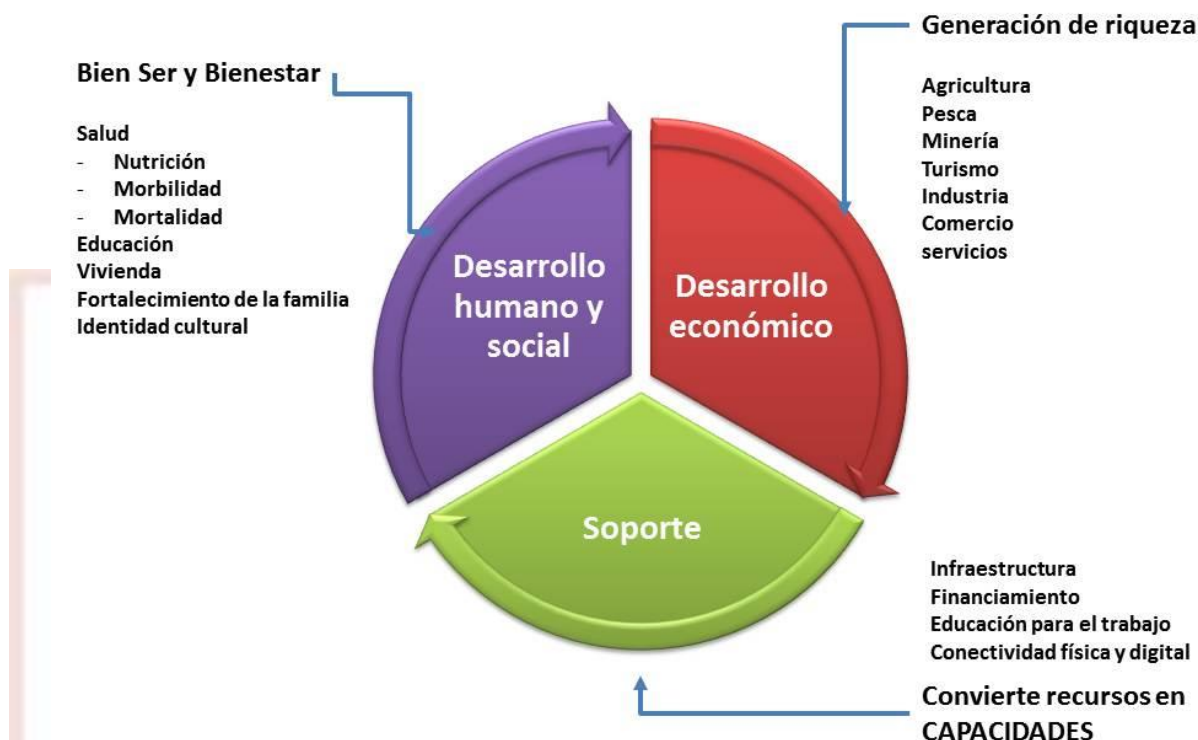 Generación de riqueza
Agricultura
Pesca
Minería
Turismo
Industria
Comercio
servicios
Bien Ser y Bienestar
Salud
- Nutrición
- Morbilidad
- Mortalidad
Educación
Vivienda
Fortalecimiento de la familia
Identidad cultural
Desarrollo
humano y
social
Desarrollo
económico
Soporte
Infraestructura
Financiamiento
Educación para el trabajo
Conectividad física y digital
Convierte recursos en
CAPACIDADES